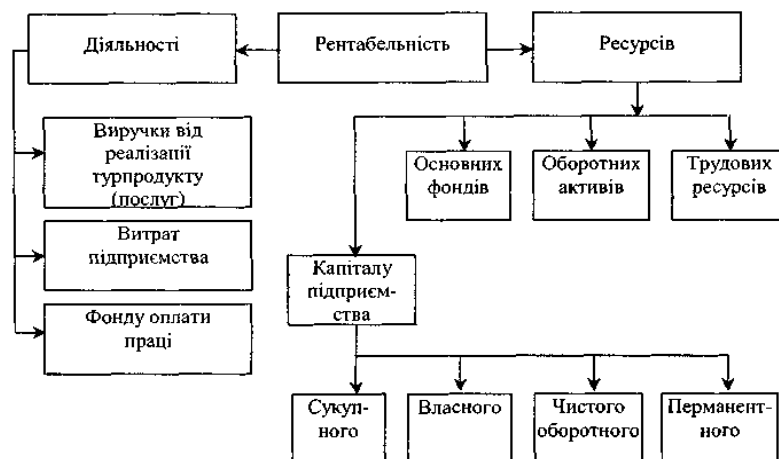 Діяльності
Рентабельність
Ресурсів
Виручки від
реалізації
турпродукту
(послуг)
Витрат
підприємства
Фонду оплати
праці
Основних
фондів
Оборотних
активів
Трудових
ресурсів
Капіталу
підприєм-
ства
Сукуп-
ного
Власного
Чистого
оборотного
Перманент-
ного